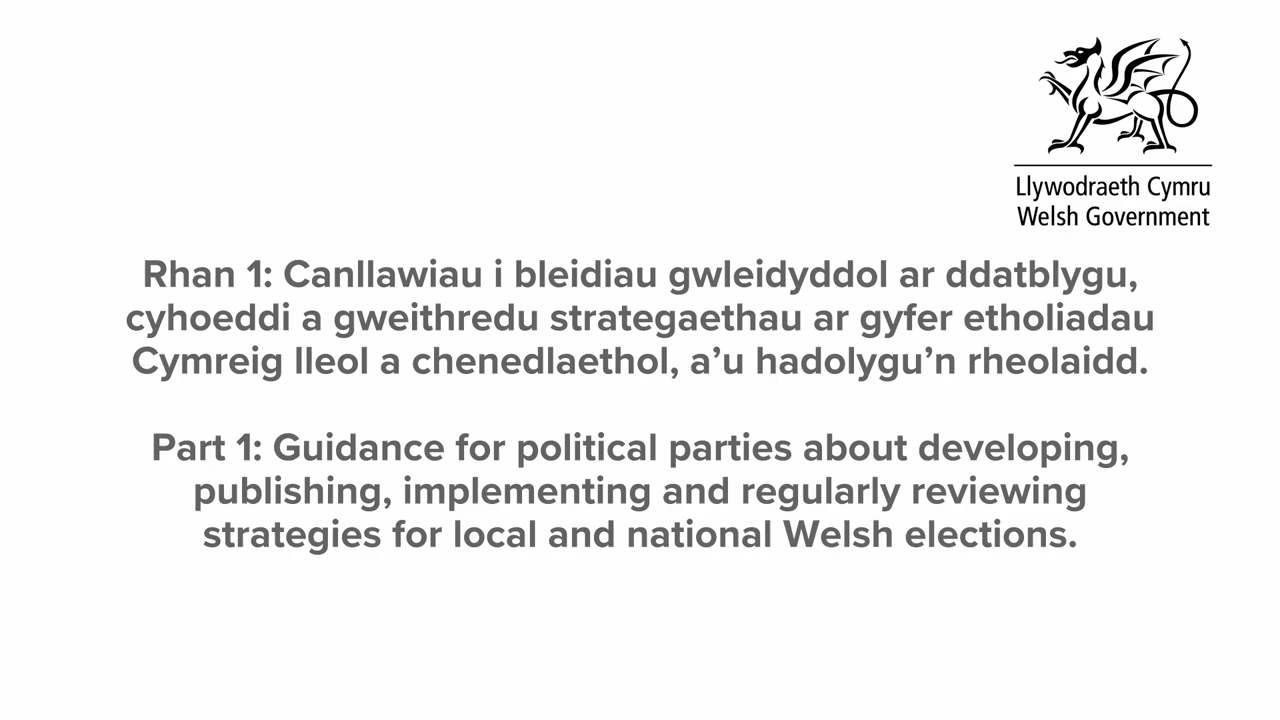 Llywodraeth Cymru
Welsh Government
Rhan 1: Canllawiau i bleidiau gwleidyddol ar ddatblygu,
cyhoeddi a gweithredu strategaethau ar gyfer etholiadau
Cymreig lleol a chenedlaethol, a’u hadolygu’n rheolaidd.
Part 1: Guidance for political parties about developing,
publishing, implementing and regularly reviewing
strategies for local and national Welsh elections.